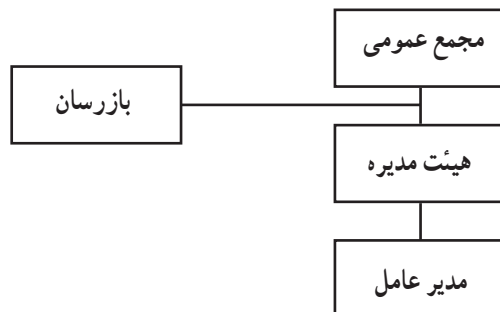 مجمع عمومی
بازرسان
هیئت مدیره
مدیر عامل